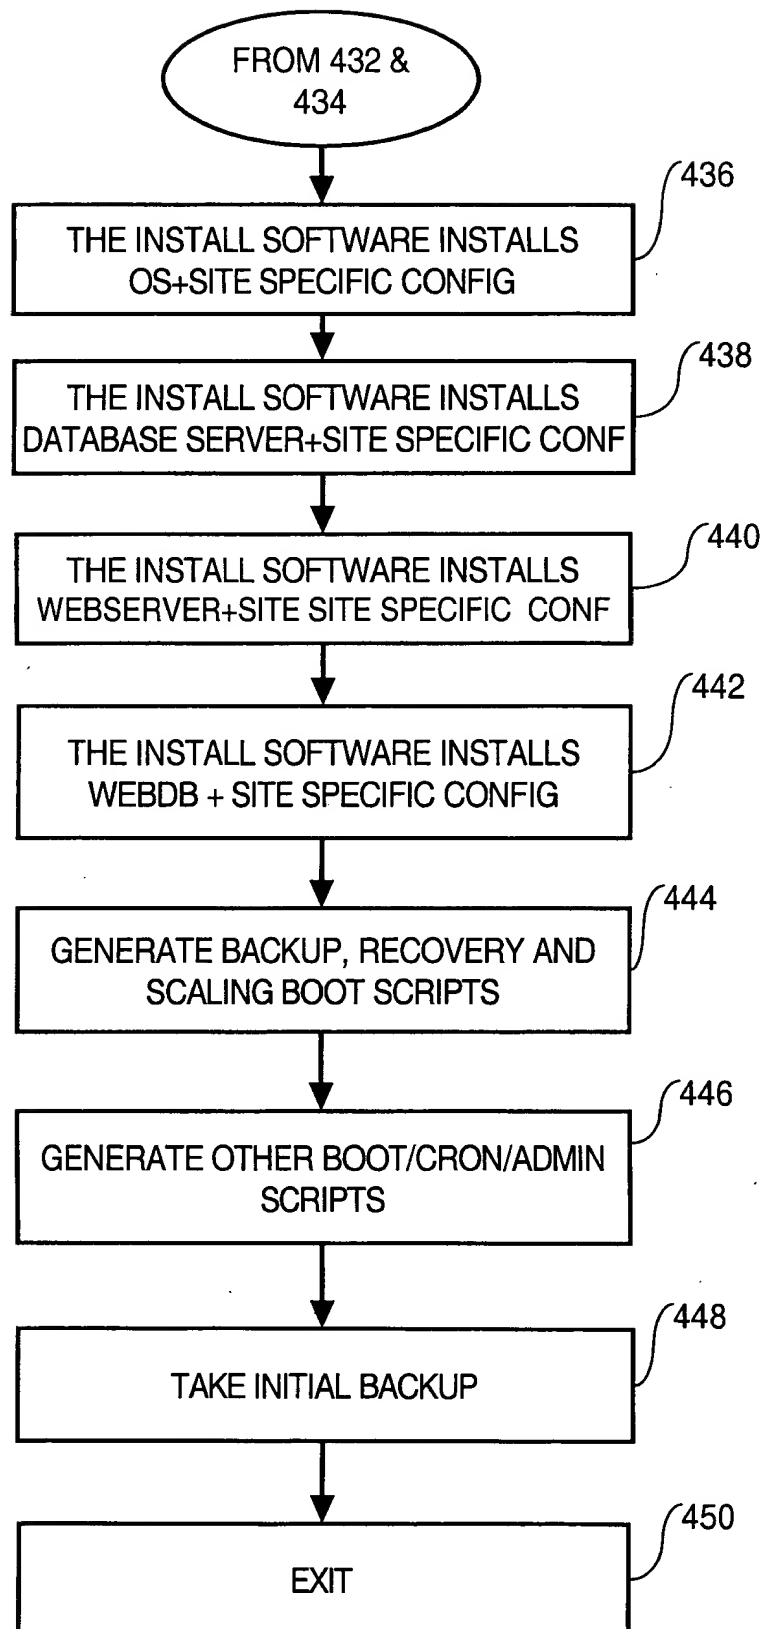 FROM 432 &
434
436
THE INSTALL SOFTWARE INSTALLS
OS+SITE SPECIFIC CONFIG
438
THE INSTALL SOFTWARE INSTALLS
DATABASE SERVER+SITE SPECIFIC CONF
440
THE INSTALL SOFTWARE INSTALLS
WEBSERVER+SITE SITE SPECIFIC CONF
442
THE INSTALL SOFTWARE INSTALLS
WEBDB + SITE SPECIFIC CONFIG
444
GENERATE BACKUP, RECOVERY AND
SCALING BOOT SCRIPTS
446
GENERATE OTHER BOOT/CRON/ADMIN
SCRIPTS
448
TAKE INITIAL BACKUP
450
EXIT